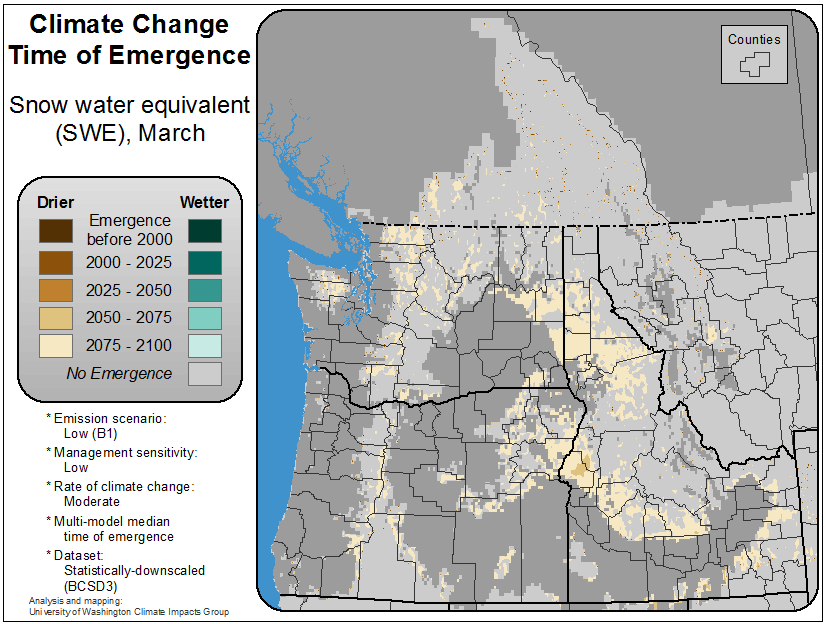 Climate Change
Time of Emergence
Snow water equivalent
(SWE), March
Counties
Drier Wetter
Emergence
before 2000
2000 - 2025
2025 - 2050
2050 - 2075
2075 - 2100
No Emergence
* Emission scenario:
Low (B1)
* Management sensitivity:
Low
* Rate of climate change:
Moderate
* Multi-model median
time of emergence
* Dataset:
Statistically-downscaled
(BCSD3)
Analysis and mapping:
University of Washington Climate Impacts Group